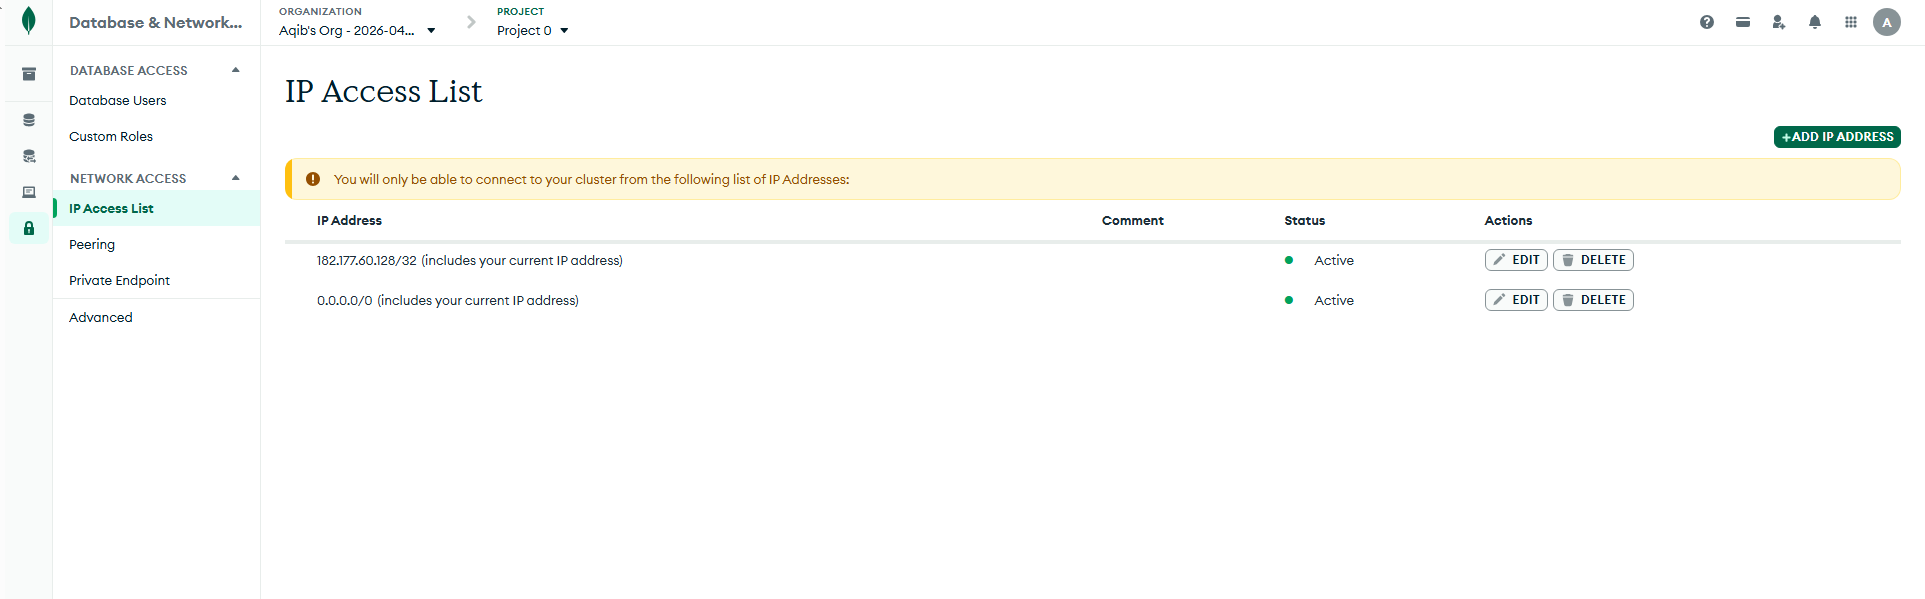 Database & Network...
ORGANIZATION
Aqib's Org - 2026-04...
PROJECT
Project 0
A
DATABASE ACCESS
Database Users
Custom Roles
NETWORK ACCESS
IP Access List
Peering
Private Endpoint
Advanced
IP Access List
+ADD IP ADDRESS
You will only be able to connect to your cluster from the following list of IP Addresses:
IP Address Comment Status Actions
182.177.60.128/32 (includes your current IP address) Active EDIT DELETE
0.0.0.0/0 (includes your current IP address) Active EDIT DELETE